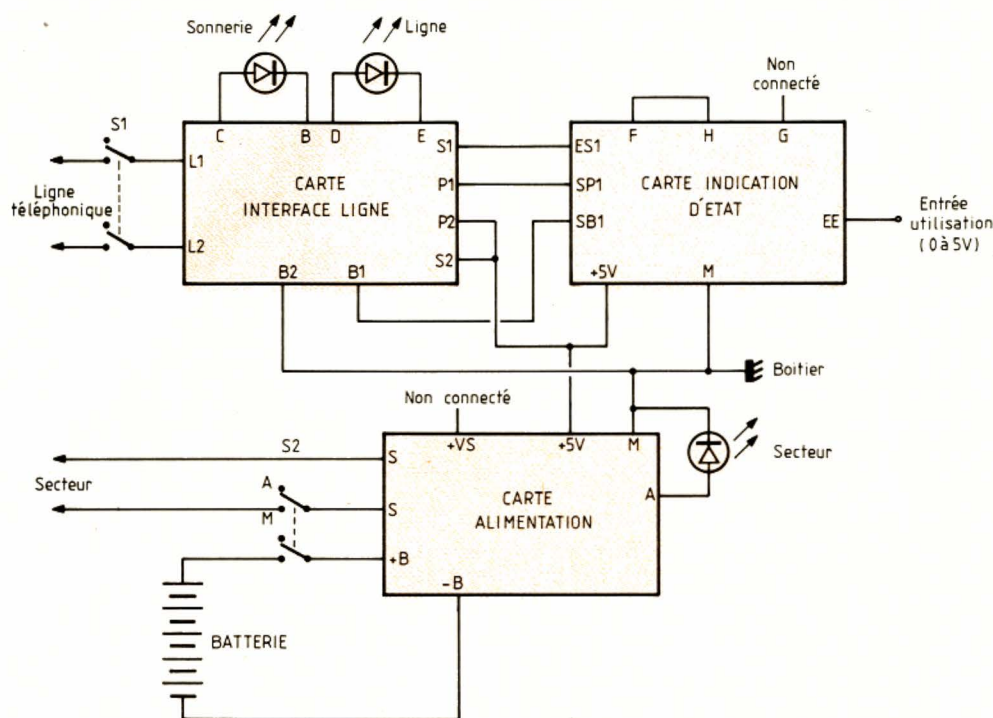 Sonnerie
Ligne
Non
connecté
S1
C
B
D
E
F
H
G
L1
S1
ES1
CARTE
INTERFACE LIGNE
CARTE INDICATION
D'ETAT
P1
SP1
Ligne
téléphonique
P2
SB1
EE
Entrée
utilisation
(0 à 5V)
L2
S2
B2
B1
+5V
M
Boitier
Non connecté
+VS
+5V
M
S2
S
Secteur
Secteur
A
M
S
CARTE
ALIMENTATION
A
+B
-B
BATTERIE